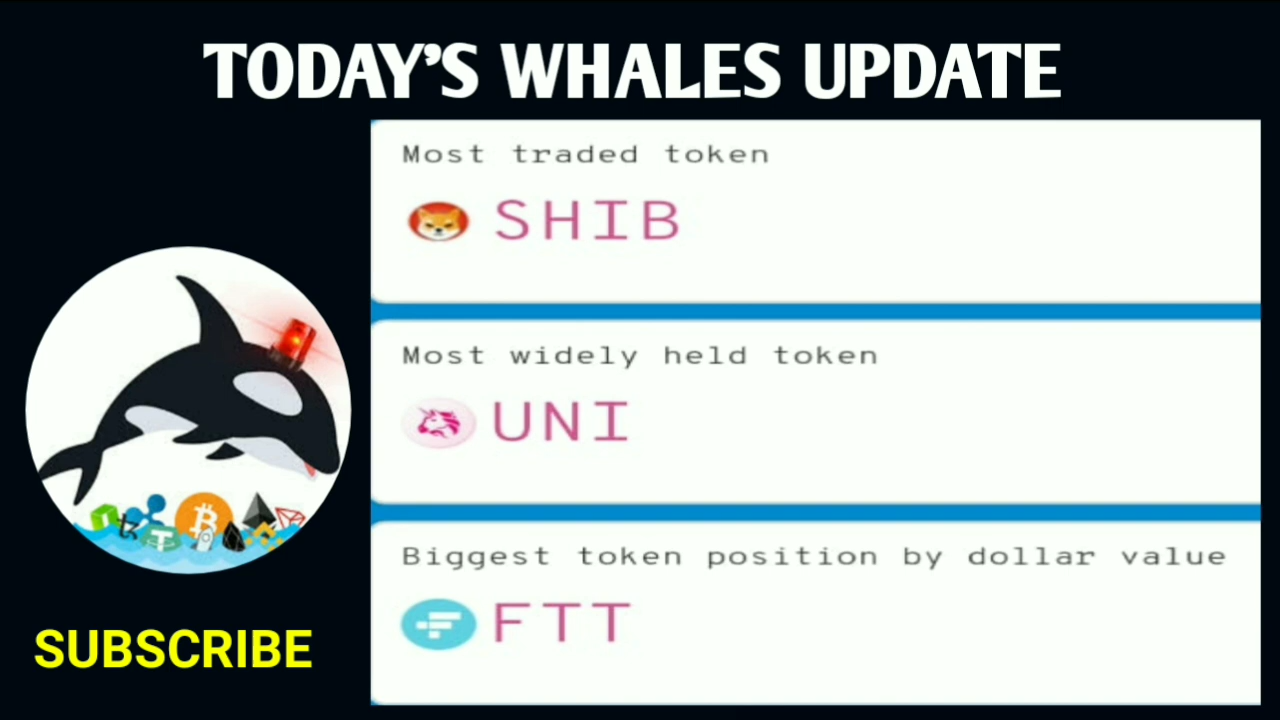 TODAY'S WHALES UPDATE
Most traded token
SHIB
Most widely held token
UNI
Biggest token position by dollar value
FTT
SUBSCRIBE